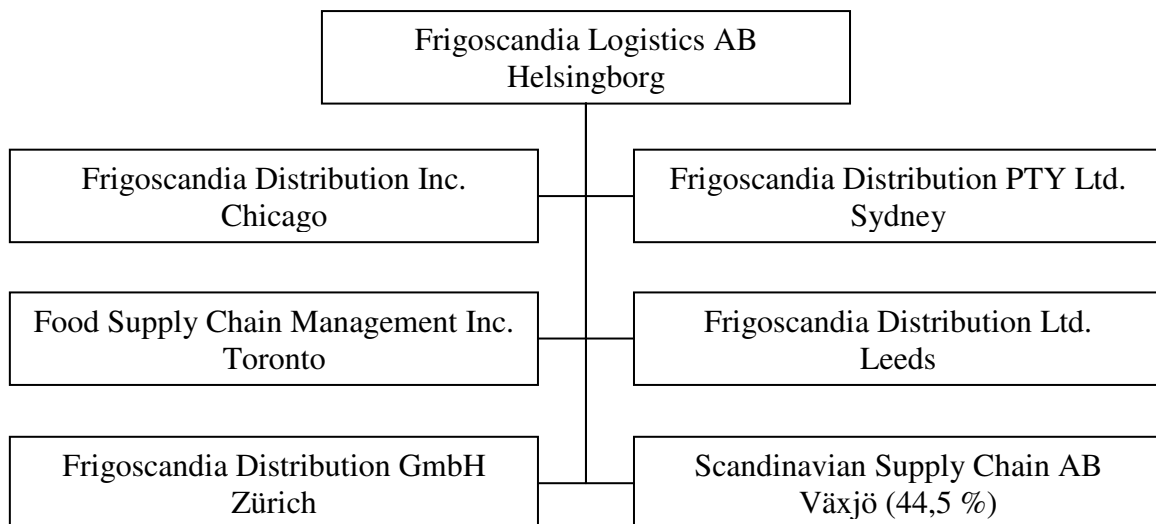 Frigoscandia Logistics AB
Helsingborg
Frigoscandia Distribution Inc.
Chicago
Frigoscandia Distribution PTY Ltd.
Sydney
Food Supply Chain Management Inc.
Toronto
Frigoscandia Distribution Ltd.
Leeds
Frigoscandia Distribution GmbH
Zürich
Scandinavian Supply Chain AB
Växjö (44,5 %)